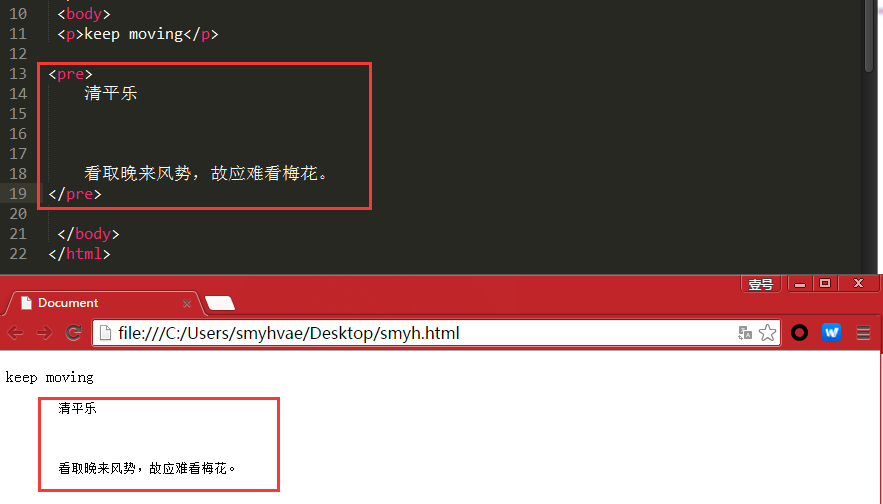 10 <body>
11 <p>keep moving</p>
12
13 <pre>
14 清平乐
15
16
17
18 看取晚来风势，故应难看梅花。
19 </pre>
20
21 </body>
22 </html>
壹号
Document
file:///C:/Users/smyhvae/Desktop/smyh.html
keep moving
清平乐
看取晚来风势，故应难看梅花。